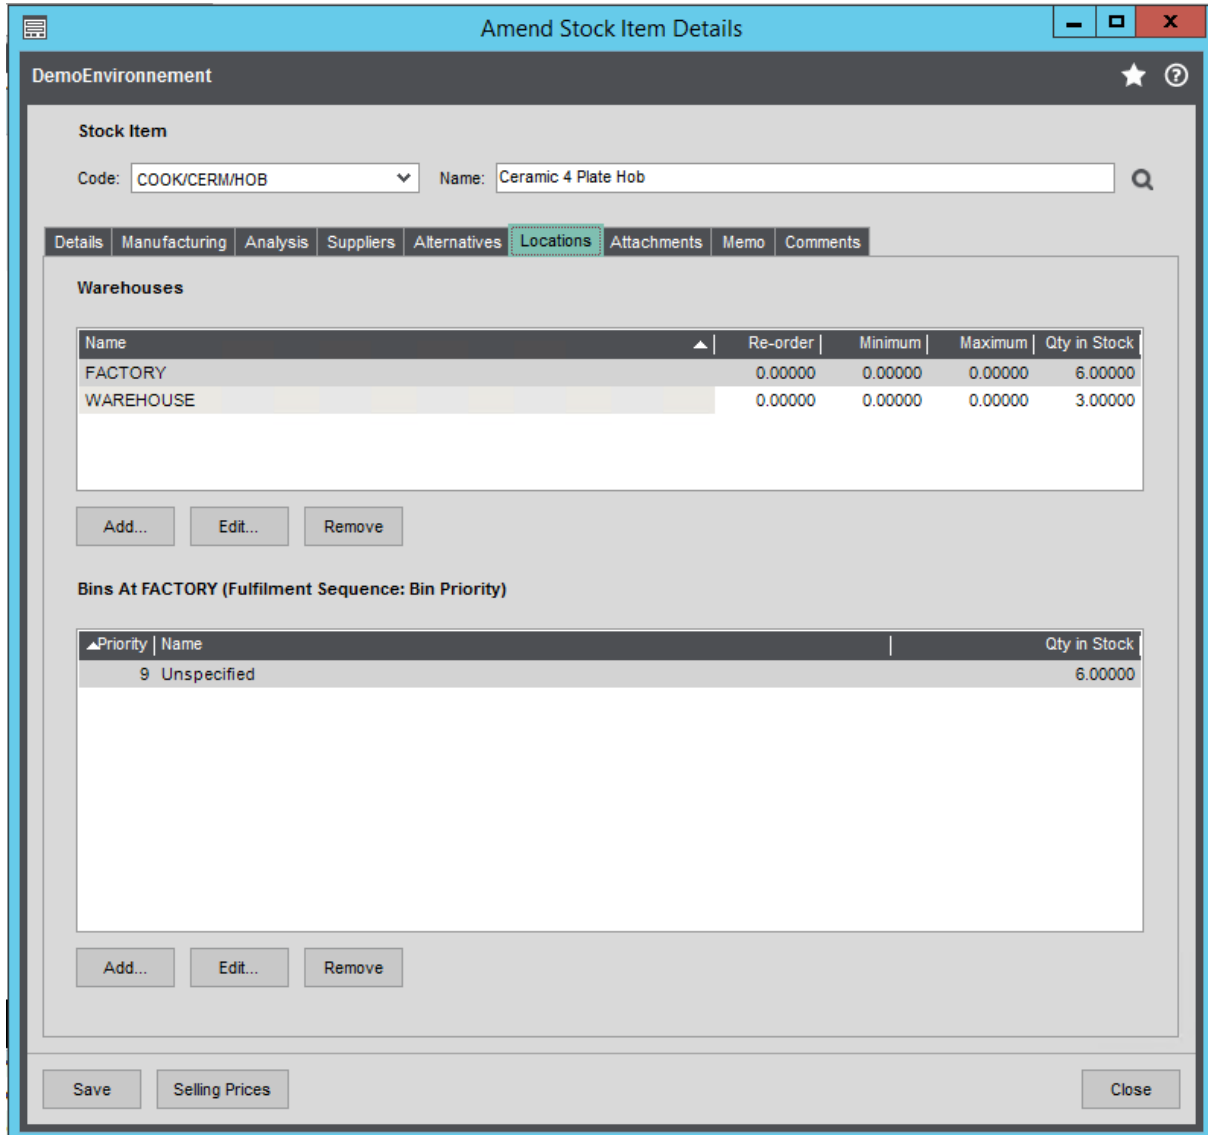 Amend Stock Item Details
DemoEnvironnement
Stock Item
Code: COOK/CERM/HOB Name: Ceramic 4 Plate Hob
Details Manufacturing Analysis Suppliers Alternatives Locations Attachments Memo Comments
Warehouses
Name Re-order Minimum Maximum Qty in Stock
FACTORY 0.00000 0.00000 0.00000 6.00000
WAREHOUSE 0.00000 0.00000 0.00000 3.00000
Add... Edit... Remove
Bins At FACTORY (Fulfilment Sequence: Bin Priority)
Priority Name Qty in Stock
9 Unspecified 6.00000
Add... Edit... Remove
Save Selling Prices Close